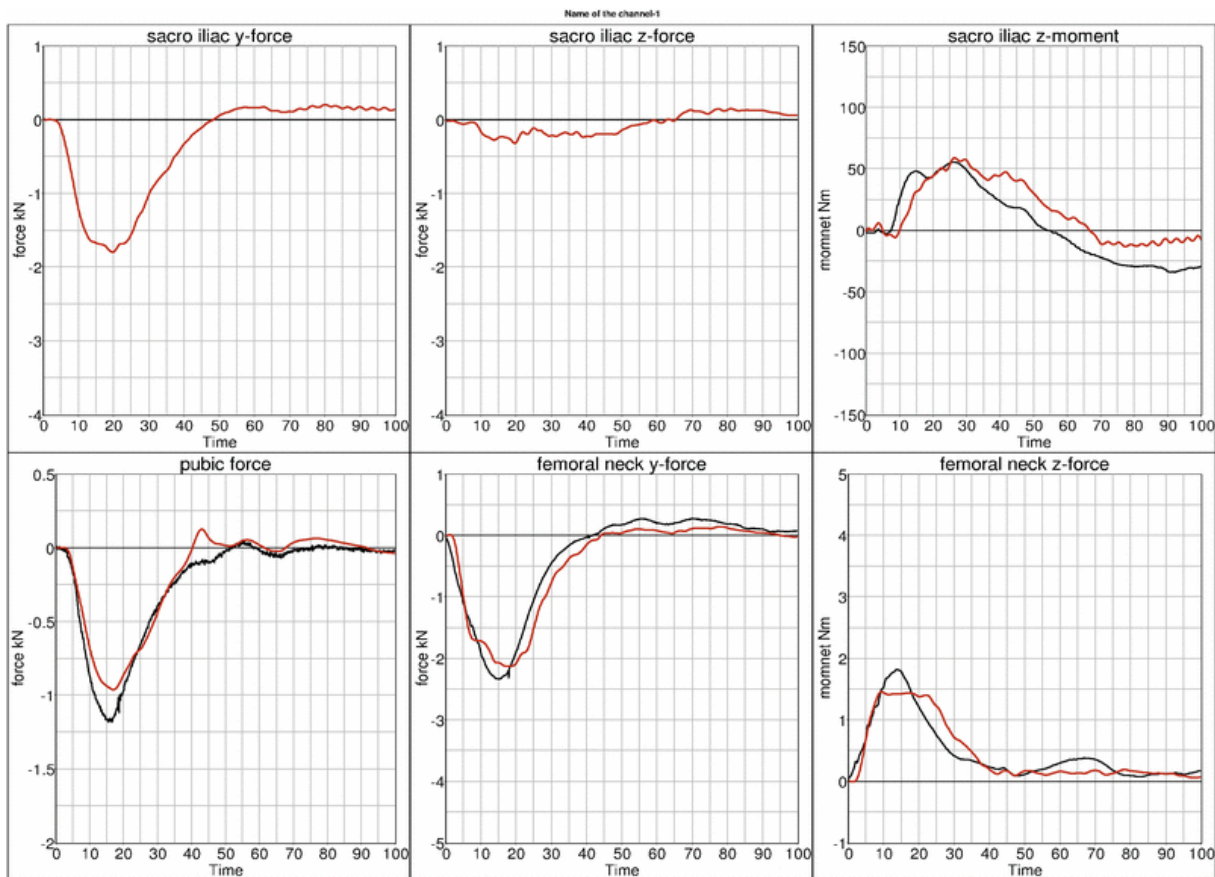 Name of the channel-1
sacro iliac y-force
1
0
-1
-2
-3
-4
force kN
0 10 20 30 40 50 60 70 80 90 100
Time
sacro iliac z-force
1
0
-1
-2
-3
-4
force kN
0 10 20 30 40 50 60 70 80 90 100
Time
sacro iliac z-moment
150
100
50
0
-50
-100
-150
momnet Nm
0 10 20 30 40 50 60 70 80 90 100
Time
pubic force
0.5
0
-0.5
-1
-1.5
-2
force kN
0 10 20 30 40 50 60 70 80 90 100
Time
femoral neck y-force
1
0
-1
-2
-3
-4
-5
force kN
0 10 20 30 40 50 60 70 80 90 100
Time
femoral neck z-force
5
4
3
2
1
0
-1
momnet Nm
0 10 20 30 40 50 60 70 80 90 100
Time